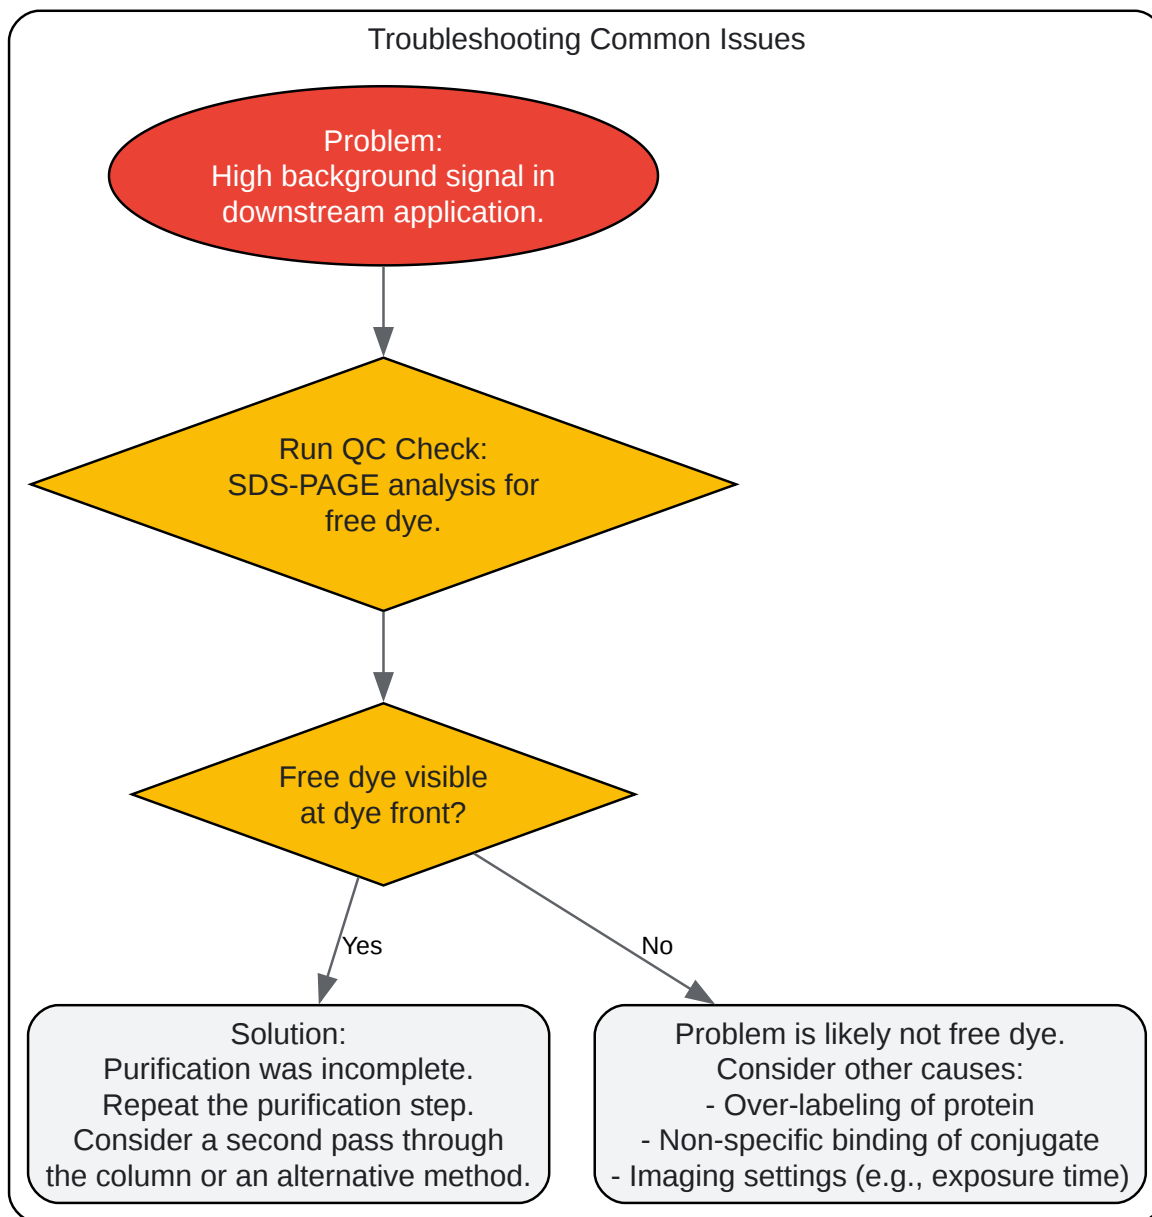 Troubleshooting Common Issues
Problem:
High background signal in
downstream application.
Run QC Check:
SDS-PAGE analysis for
free dye.
Free dye visible
at dye front?
Yes
No
Solution:
Purification was incomplete.
Repeat the purification step.
Consider a second pass through
the column or an alternative method.
Problem is likely not free dye.
Consider other causes:
- Over-labeling of protein
- Non-specific binding of conjugate
- Imaging settings (e.g., exposure time)